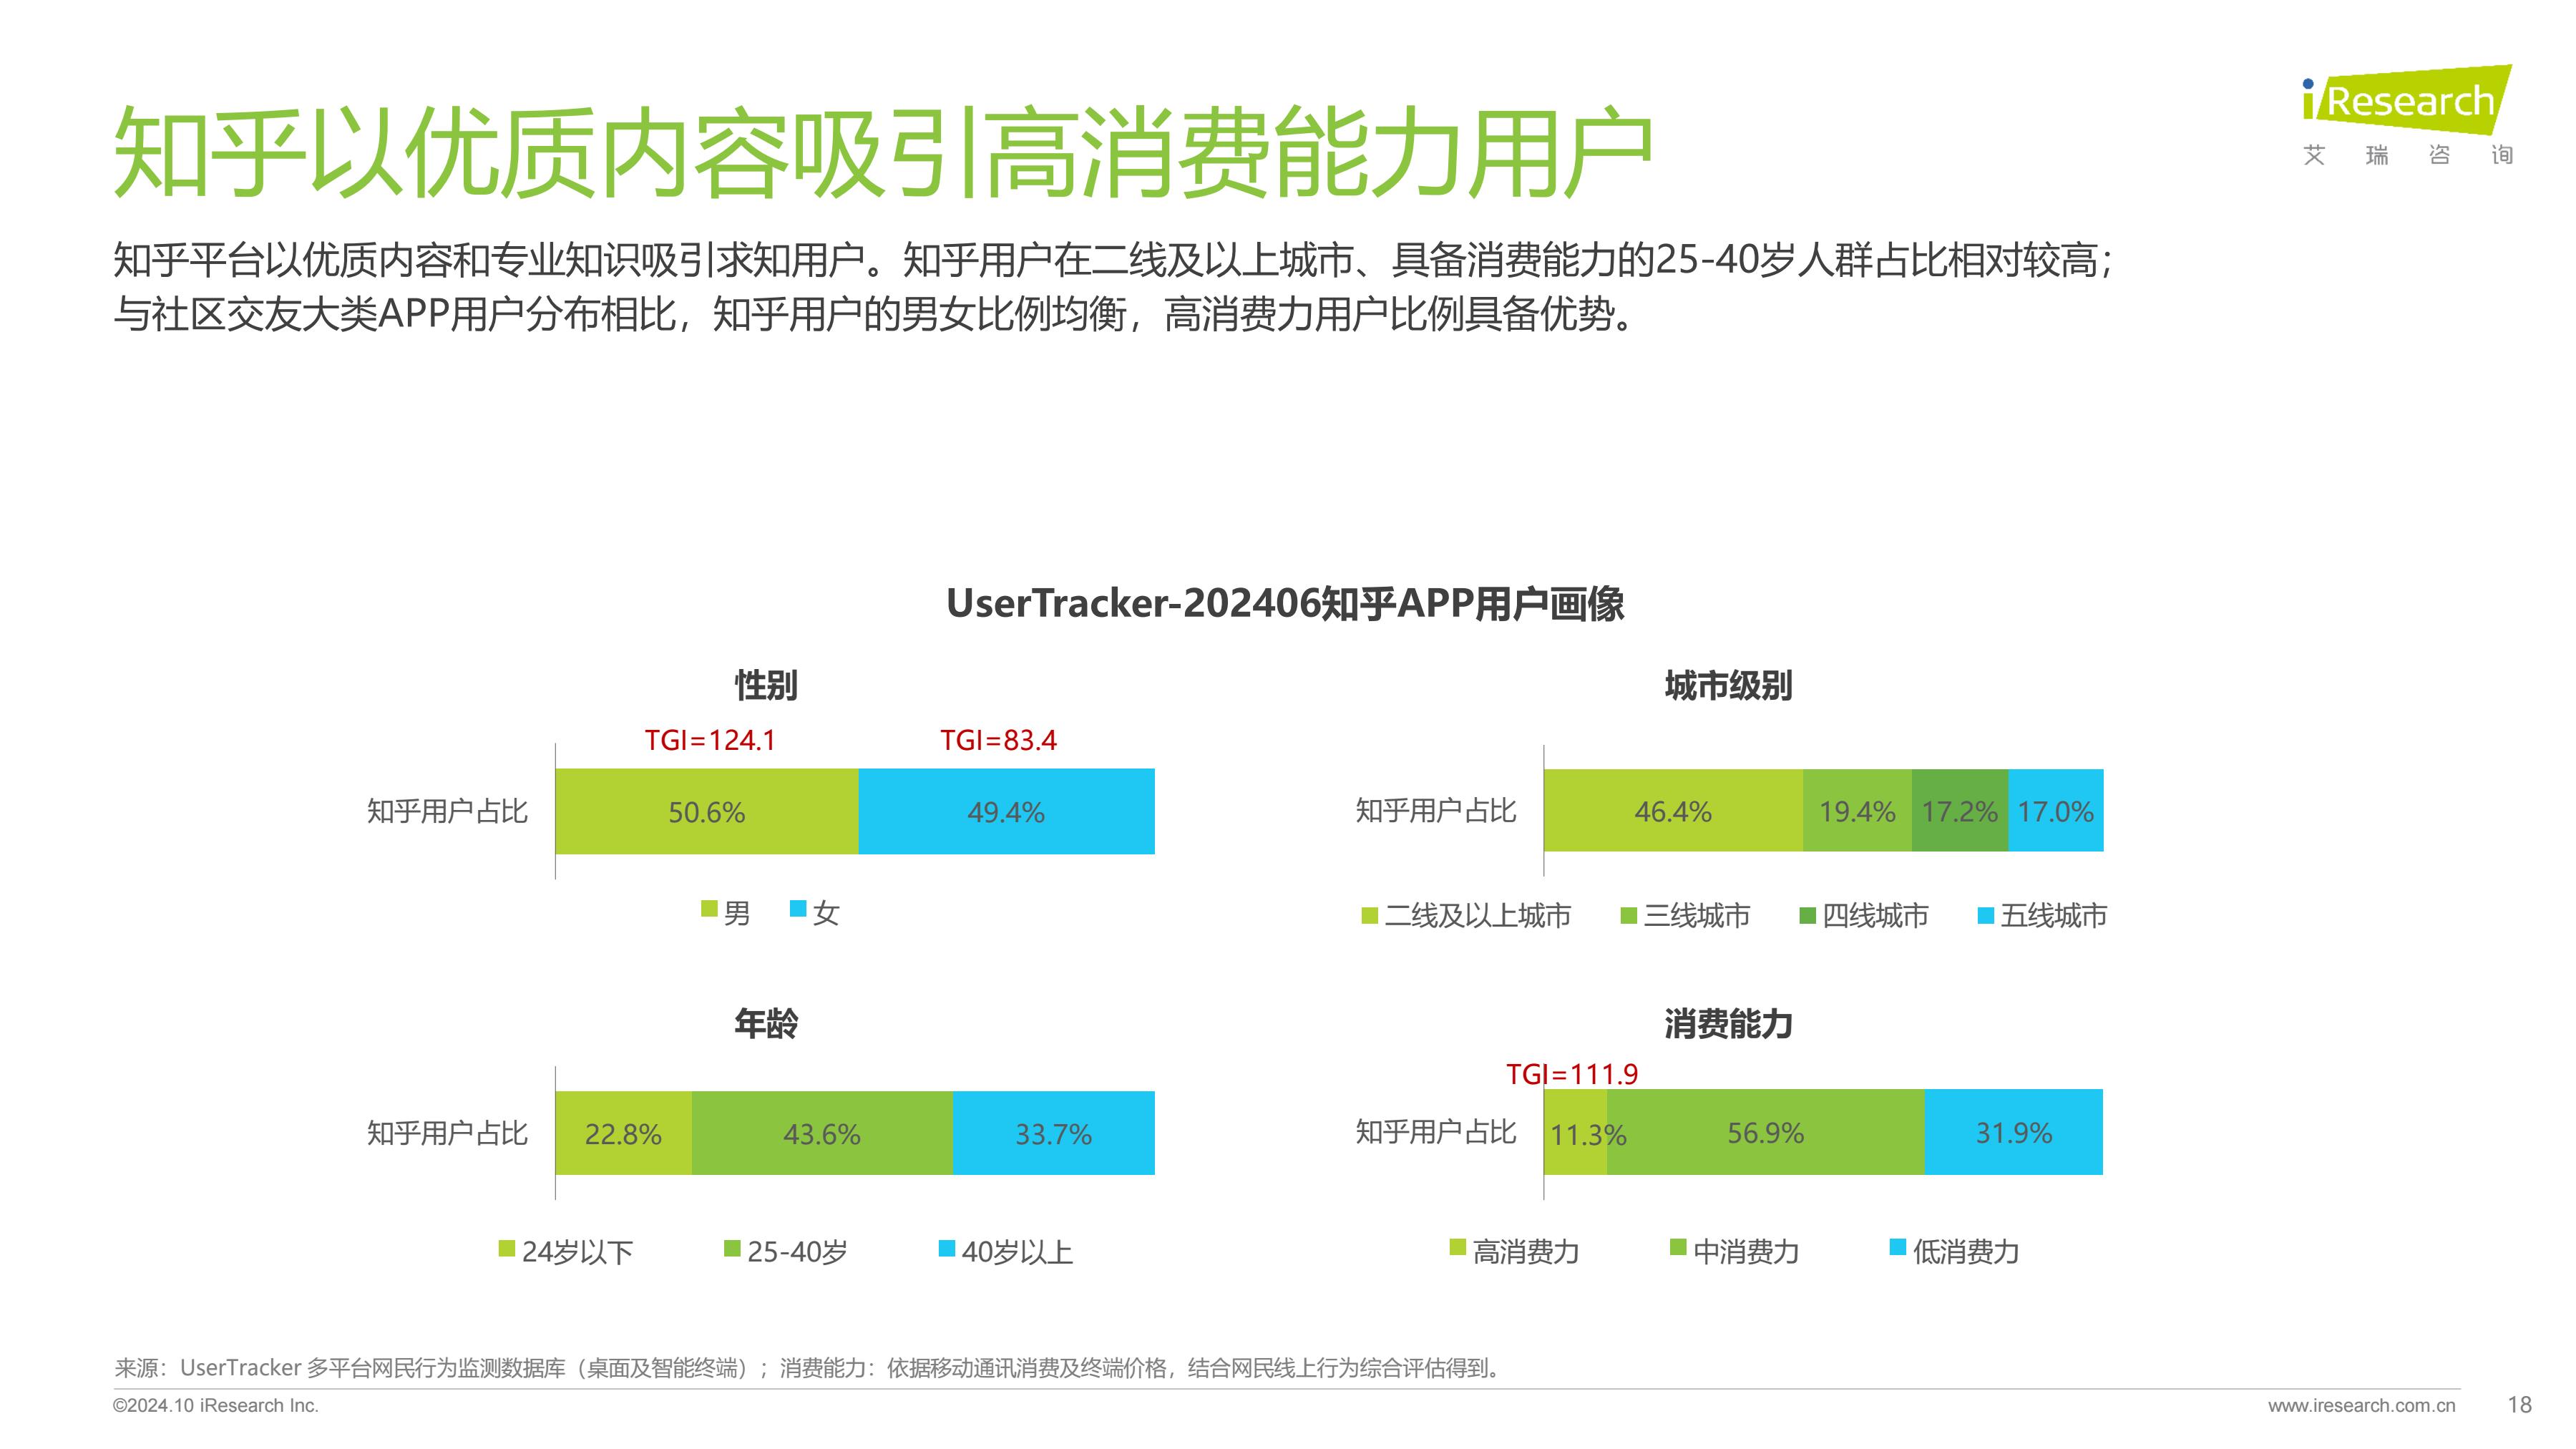 iResearch
艾瑞咨询
知乎以优质内容吸引高消费能力用户
知乎平台以优质内容和专业知识吸引求知用户。知乎用户在二线及以上城市、具备消费能力的25-40岁人群占比相对较高；
与社区交友大类APP用户分布相比，知乎用户的男女比例均衡，高消费力用户比例具备优势。
UserTracker-202406知乎APP用户画像
性别
TGI=124.1 TGI=83.4
知乎用户占比 50.6% 49.4%
男 女
城市级别
知乎用户占比 46.4% 19.4% 17.2% 17.0%
二线及以上城市 三线城市 四线城市 五线城市
年龄
知乎用户占比 22.8% 43.6% 33.7%
24岁以下 25-40岁 40岁以上
消费能力
TGI=111.9
知乎用户占比 11.3% 56.9% 31.9%
高消费力 中消费力 低消费力
来源：UserTracker 多平台网民行为监测数据库（桌面及智能终端）；消费能力：依据移动通讯消费及终端价格，结合网民线上行为综合评估得到。
©2024.10 iResearch Inc. www.iresearch.com.cn 18